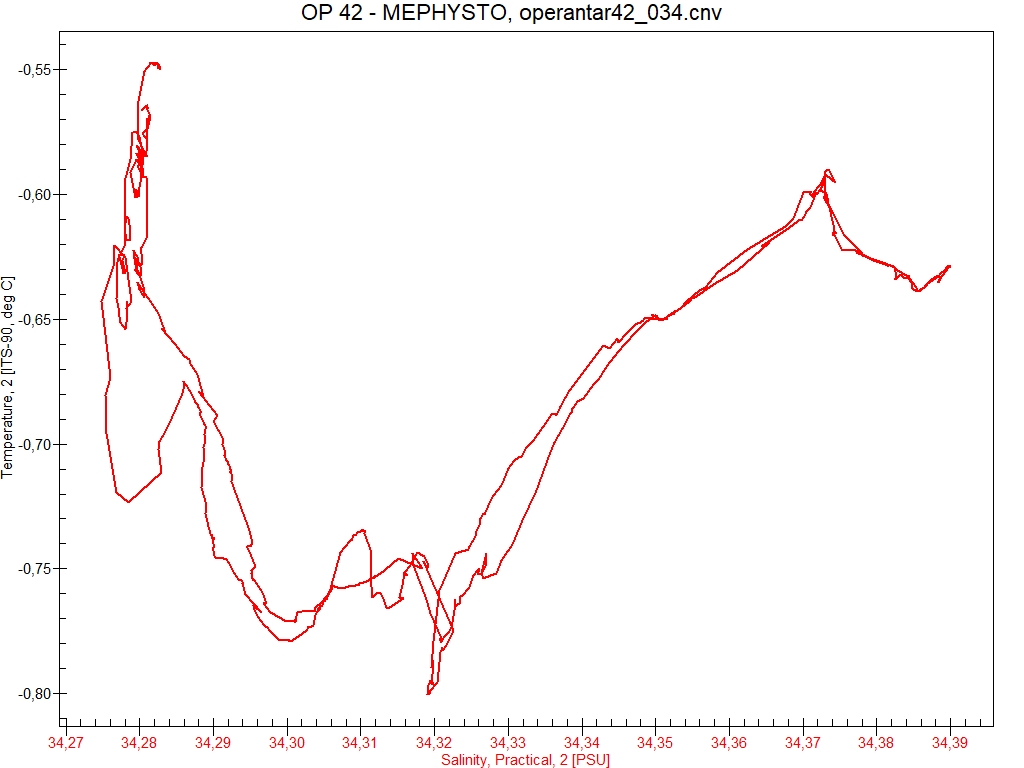 OP 42 - MEPHYSTO, operantar42_034.cnv
-0,55
-0,60
-0,65
-0,70
-0,75
-0,80
Temperature, 2 [ITS-90, deg C]
34,27 34,28 34,29 34,30 34,31 34,32 34,33 34,34 34,35 34,36 34,37 34,38 34,39
Salinity, Practical, 2 [PSU]